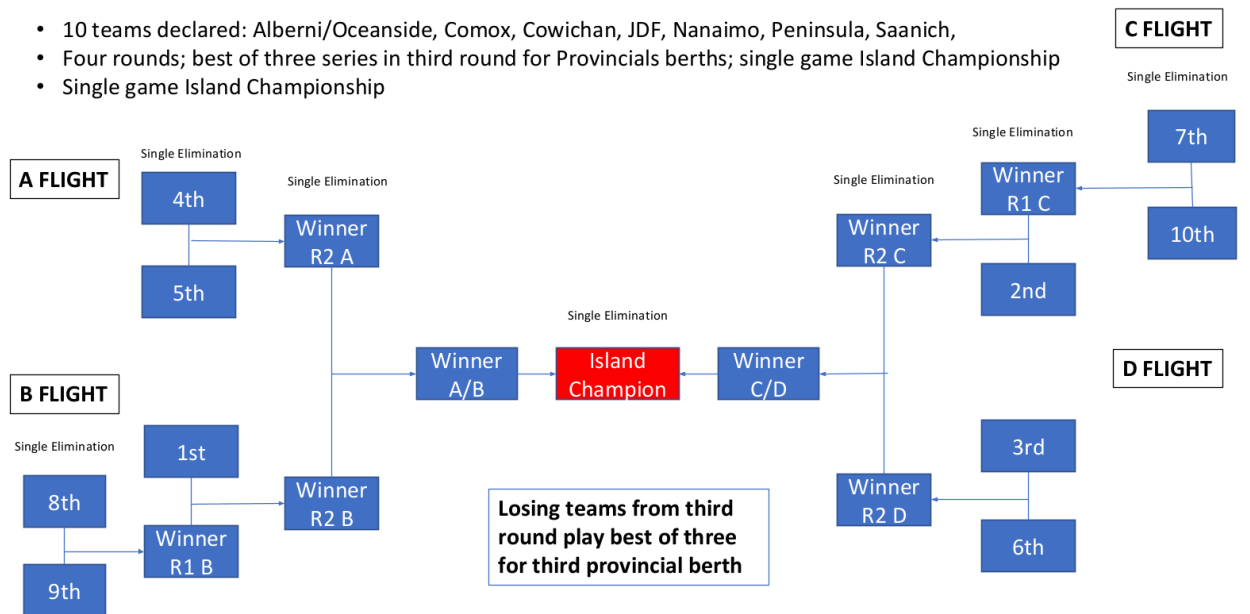 • 10 teams declared: Alberni/Oceanside, Comox, Cowichan, JDF, Nanaimo, Peninsula, Saanich,
• Four rounds; best of three series in third round for Provincials berths; single game Island Championship
• Single game Island Championship
C FLIGHT
Single Elimination
7th
10th
Single Elimination
Winner
R1 C
2nd
Single Elimination
Winner
R2 C
A FLIGHT
Single Elimination
4th
5th
Single Elimination
Winner
R2 A
Single Elimination
Winner
A/B
Island
Champion
Winner
C/D
B FLIGHT
Single Elimination
8th
9th
1st
Winner
R1 B
Winner
R2 B
Losing teams from third
round play best of three
for third provincial berth
D FLIGHT
3rd
6th
Winner
R2 D